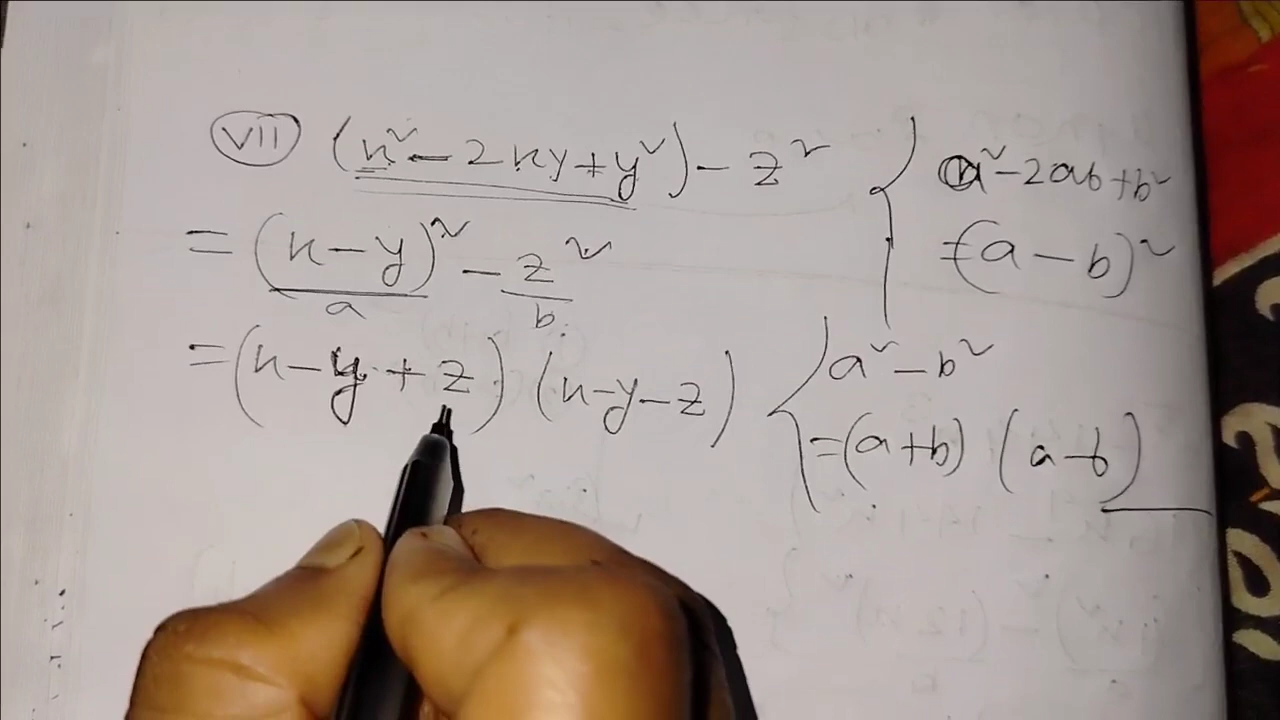 VII (x² - 2xy + y²) - z²
= (x - y)² - z²
a b
= (x - y + z) (x - y - z)
a² - 2ab + b²
= (a - b)²
a² - b²
= (a + b) (a - b)